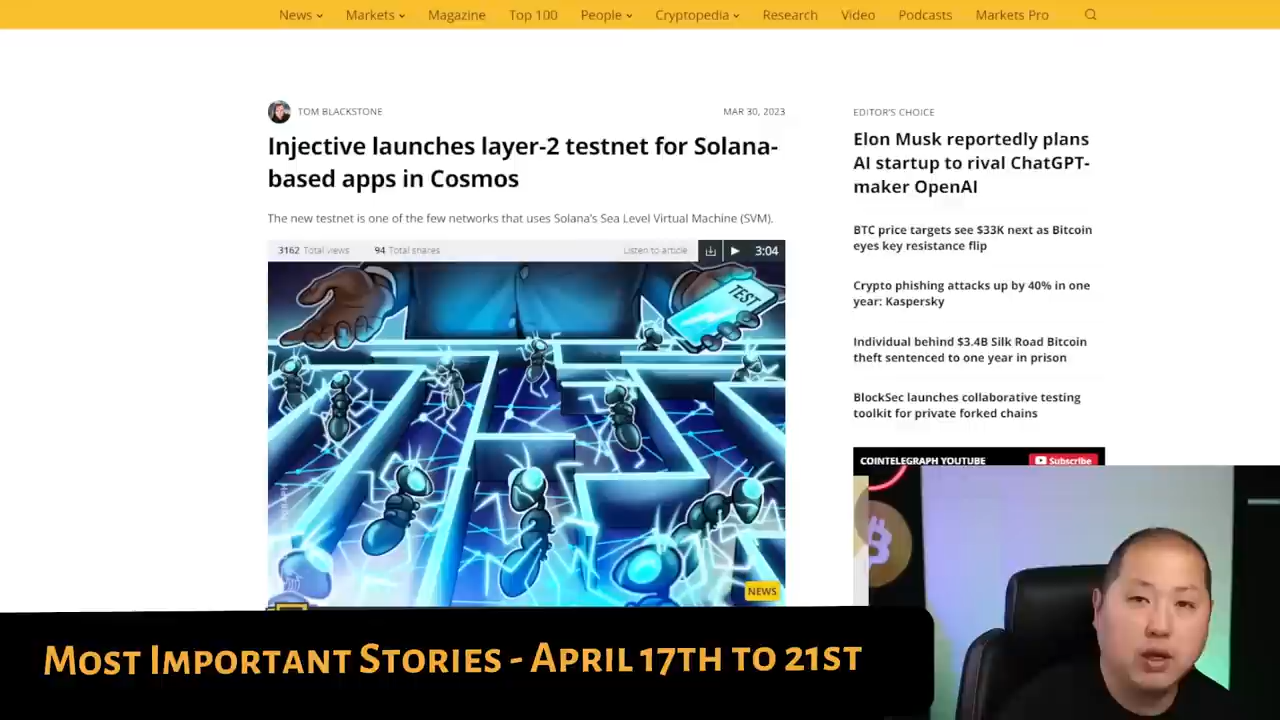 News Markets Magazine Top 100 People Cryptopedia Research Video Podcasts Markets Pro
TOM BLACKSTONE
MAR 30, 2023
Injective launches layer-2 testnet for Solana-
based apps in Cosmos
The new testnet is one of the few networks that uses Solana's Sea Level Virtual Machine (SVM).
3162 Total views 94 Total shares Listen to article 3:04
TEST
NEWS
EDITOR'S CHOICE
Elon Musk reportedly plans
AI startup to rival ChatGPT-
maker OpenAI
BTC price targets see $33K next as Bitcoin
eyes key resistance flip
Crypto phishing attacks up by 40% in one
year: Kaspersky
Individual behind $3.4B Silk Road Bitcoin
theft sentenced to one year in prison
BlockSec launches collaborative testing
toolkit for private forked chains
COINTELEGRAPH YOUTUBE Subscribe
Most Important Stories - April 17th to 21st